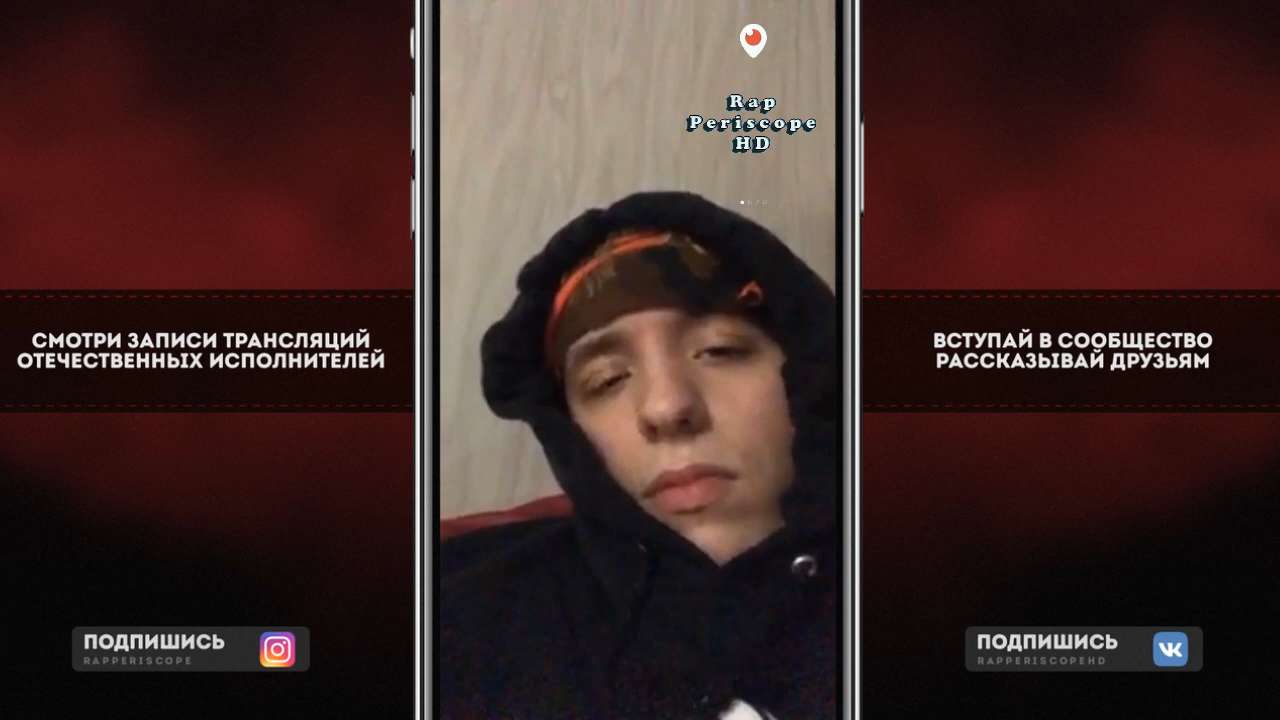 Rap
Periscope
HD
СМОТРИ ЗАПИСИ ТРАНСЛЯЦИЙ
ОТЕЧЕСТВЕННЫХ ИСПОЛНИТЕЛЕЙ
ВСТУПАЙ В СООБЩЕСТВО
РАССКАЗЫВАЙ ДРУЗЬЯМ
ПОДПИШИСЬ
RAPPERISCOPE
ПОДПИШИСЬ
RAPPERISCOPEHD